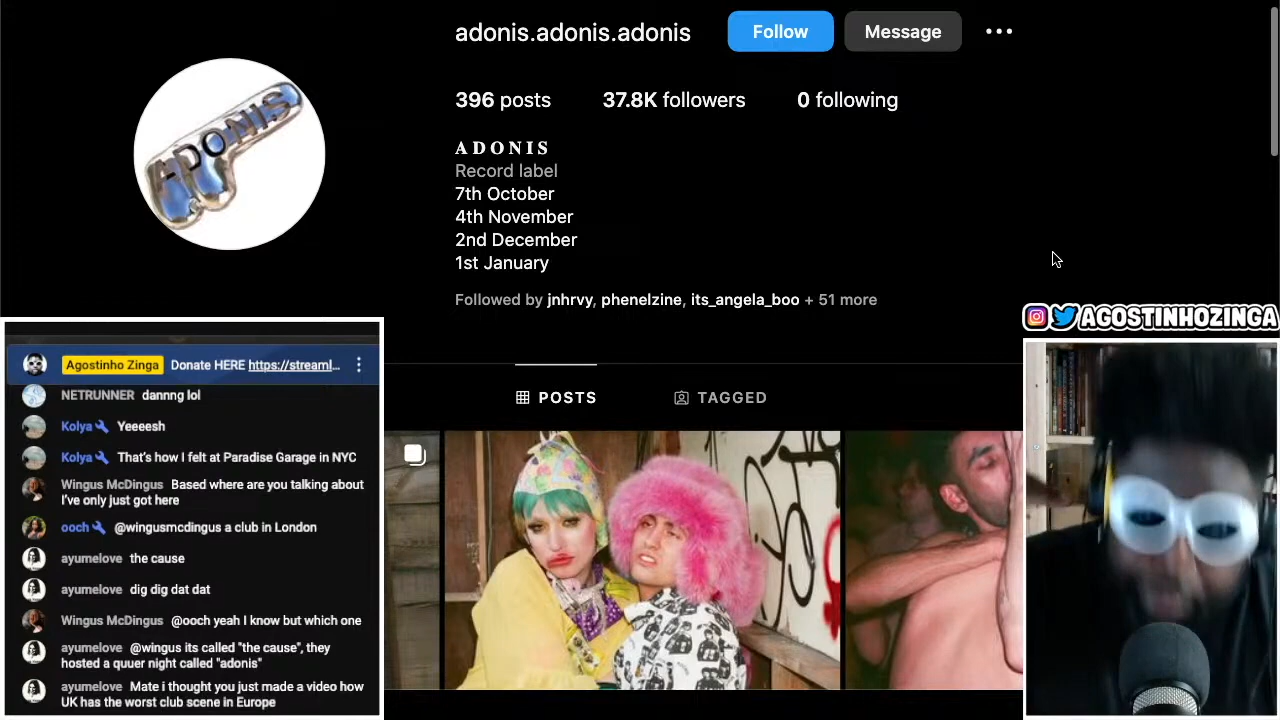 adonis.adonis.adonis
Follow
Message
396 posts
37.8K followers
0 following
ADONIS
A D O N I S
Record label
7th October
4th November
2nd December
1st January
Followed by jnhrvy, phenelzine, its_angela_boo + 51 more
POSTS
TAGGED
AGOSTINHOZINGA
Agostinho Zinga Donate HERE https://streaml...
NETRUNNER dannng lol
Kolya Yeeeesh
Kolya That's how I felt at Paradise Garage in NYC
Wingus McDingus Based where are you talking about
I've only just got here
ooch @wingusmcdingus a club in London
ayumelove the cause
ayumelove dig dig dat dat
Wingus McDingus @ooch yeah I know but which one
ayumelove @wingus its called "the cause", they
hosted a quuer night called "adonis"
ayumelove Mate i thought you just made a video how
UK has the worst club scene in Europe